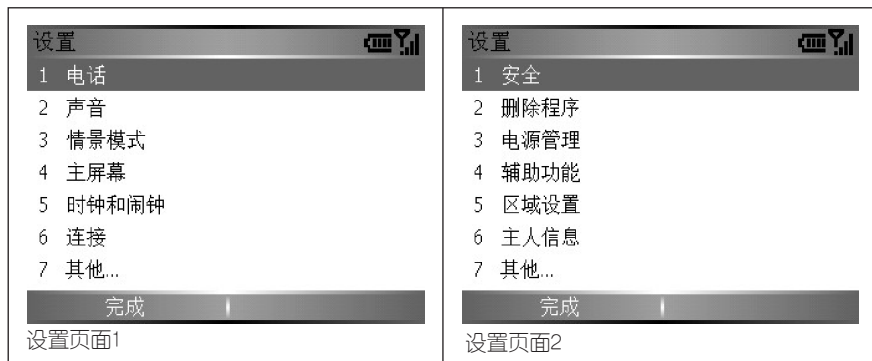 设置
1 电话
2 声音
3 情景模式
4 主屏幕
5 时钟和闹钟
6 连接
7 其他...
完成
设置页面1
设置
1 安全
2 删除程序
3 电源管理
4 辅助功能
5 区域设置
6 主人信息
7 其他...
完成
设置页面2